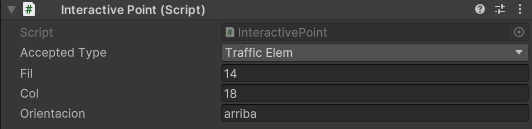 Interactive Point (Script)
Script InteractivePoint
Accepted Type Traffic Elem
Fil 14
Col 18
Orientacion arriba